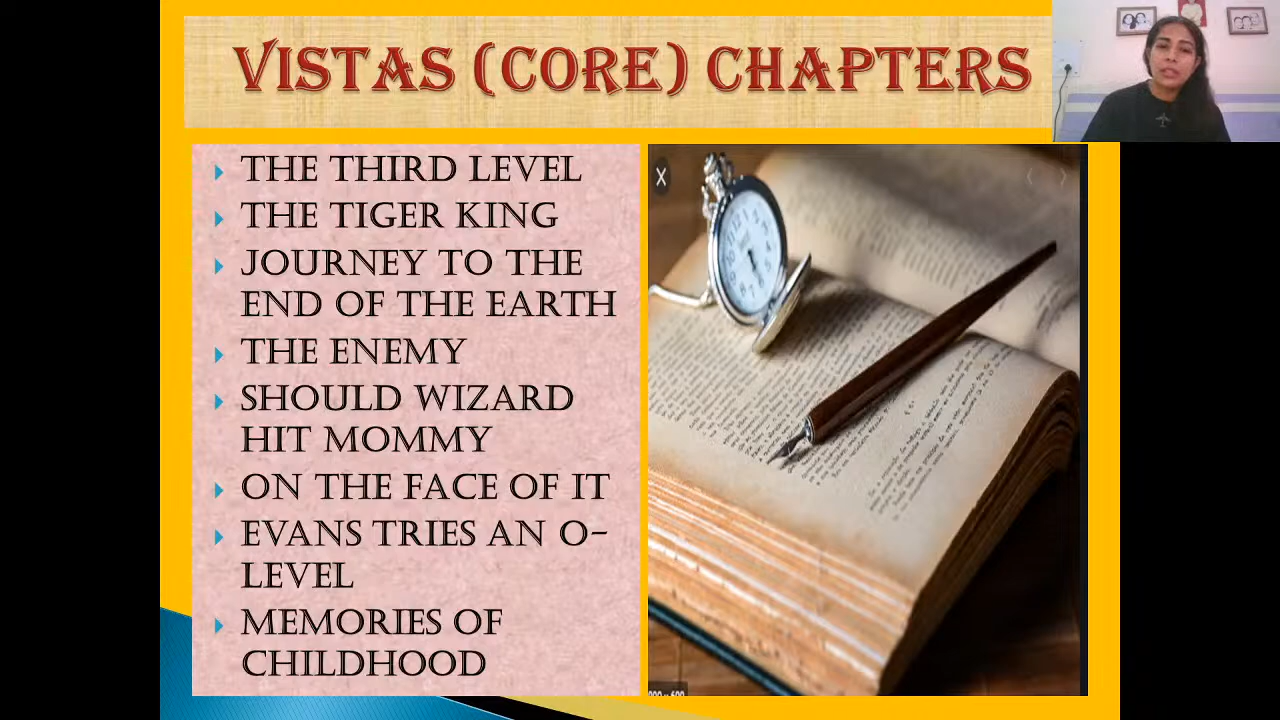 VISTAS (CORE) CHAPTERS
THE THIRD LEVEL
THE TIGER KING
JOURNEY TO THE
END OF THE EARTH
THE ENEMY
SHOULD WIZARD
HIT MOMMY
ON THE FACE OF IT
EVANS TRIES AN O-
LEVEL
MEMORIES OF
CHILDHOOD
X